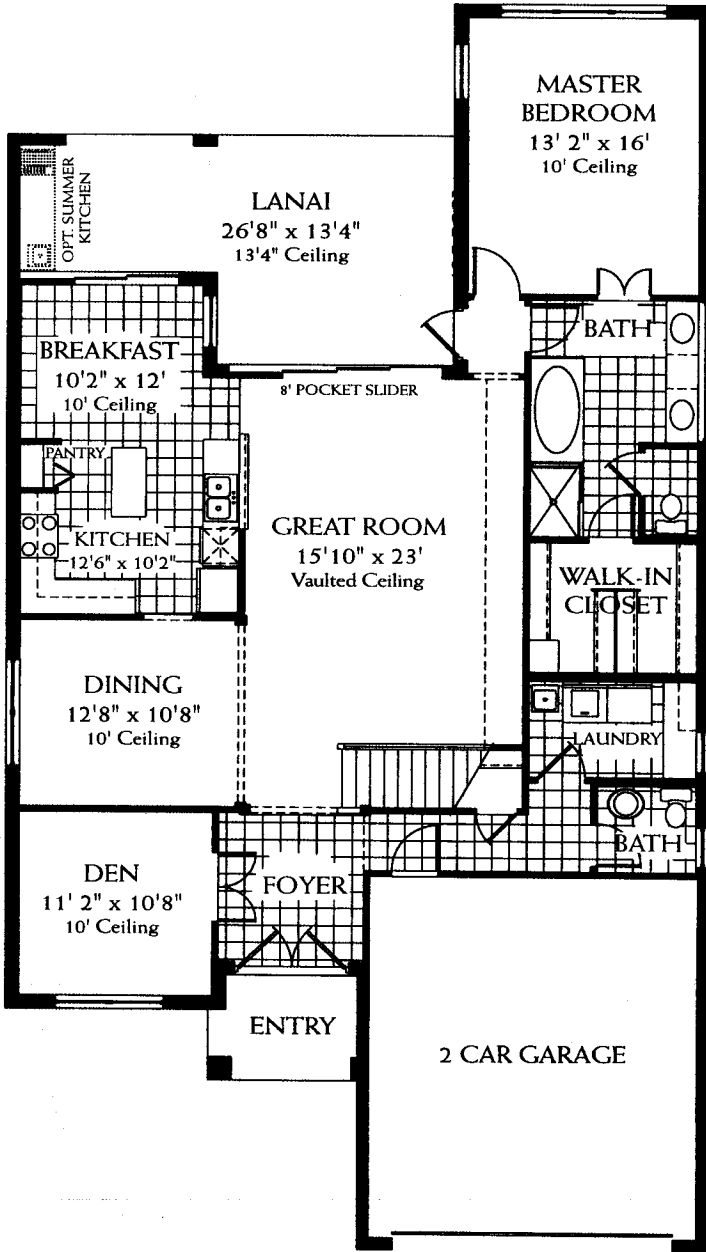 MASTER
BEDROOM
13' 2" x 16'
10' Ceiling
OPT. SUMMER
KITCHEN
LANAI
26'8" x 13'4"
13'4" Ceiling
BREAKFAST
10'2" x 12'
10' Ceiling
BATH
8' POCKET SLIDER
PANTRY
KITCHEN
12'6" x 10'2"
GREAT ROOM
15'10" x 23'
Vaulted Ceiling
WALK-IN
CLOSET
DINING
12'8" x 10'8"
10' Ceiling
LAUNDRY
BATH
DEN
11' 2" x 10'8"
10' Ceiling
FOYER
ENTRY
2 CAR GARAGE